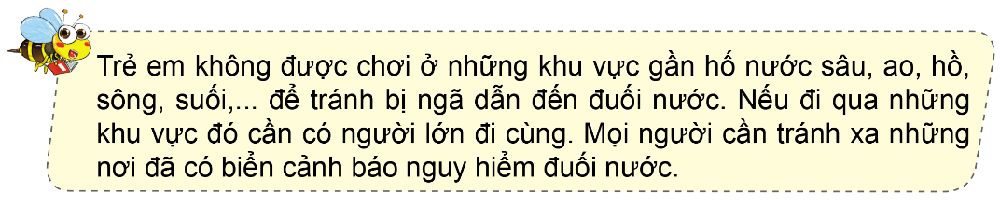 Trẻ em không được chơi ở những khu vực gần hố nước sâu, ao, hồ,
sông, suối,... để tránh bị ngã dẫn đến đuối nước. Nếu đi qua những
khu vực đó cần có người lớn đi cùng. Mọi người cần tránh xa những
nơi đã có biển cảnh báo nguy hiểm đuối nước.